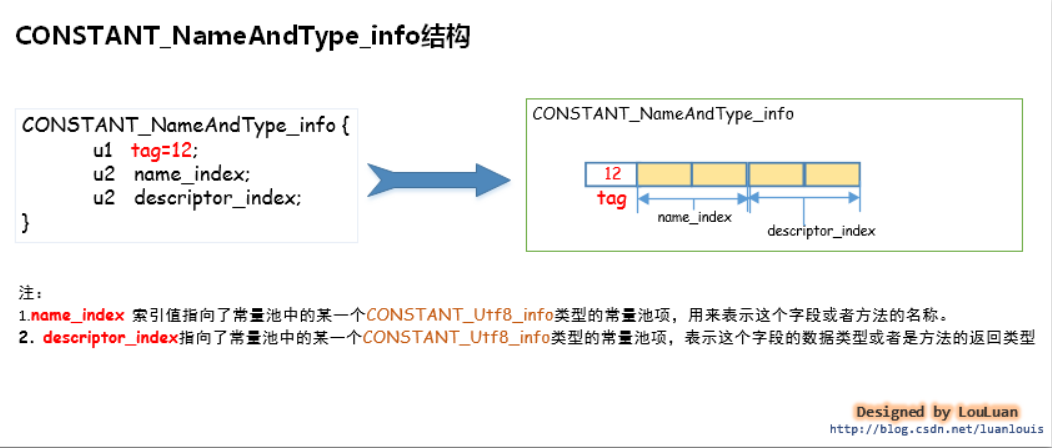 CONSTANT_NameAndType_info结构
CONSTANT_NameAndType_info {
u1 tag=12;
u2 name_index;
u2 descriptor_index;
}
CONSTANT_NameAndType_info
12
tag
name_index
descriptor_index
注：
1.name_index 索引值指向了常量池中的某一个CONSTANT_Utf8_info类型的常量池项，用来表示这个字段或者方法的名称。
2. descriptor_index指向了常量池中的某一个CONSTANT_Utf8_info类型的常量池项，表示这个字段的数据类型或者是方法的返回类型
Designed by LouLuan
http://blog.csdn.net/luanlouis